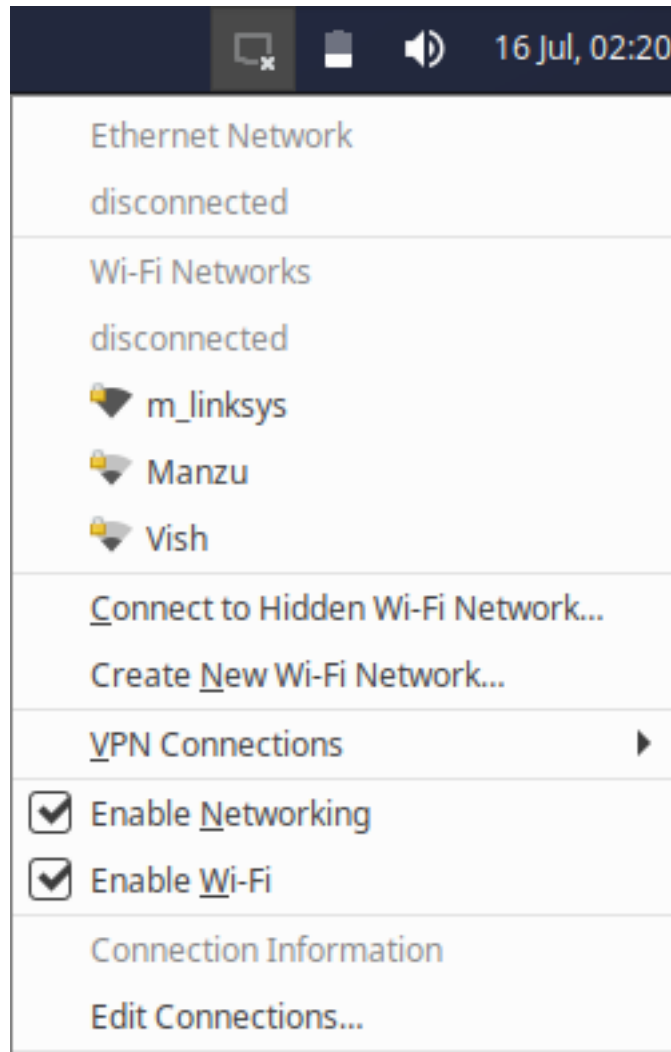 16 Jul, 02:20
Ethernet Network
disconnected
Wi-Fi Networks
disconnected
m_linksys
Manzu
Vish
Connect to Hidden Wi-Fi Network...
Create New Wi-Fi Network...
VPN Connections
Enable Networking
Enable Wi-Fi
Connection Information
Edit Connections...